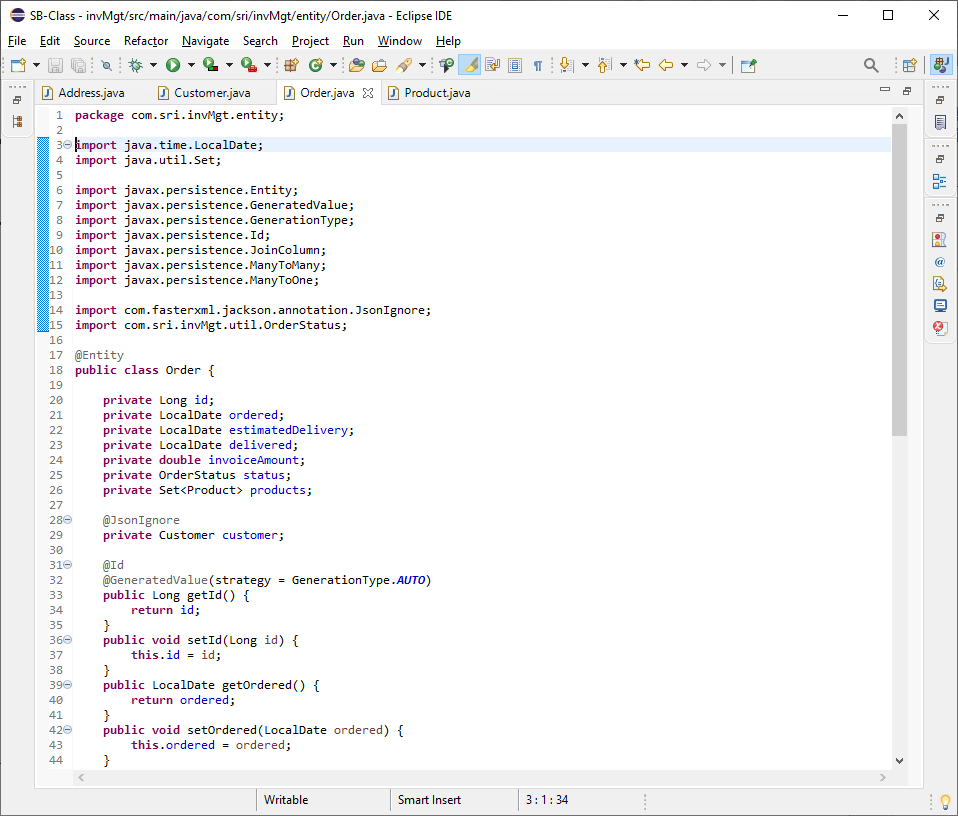 SB-Class - invMgt/src/main/java/com/sri/invMgt/entity/Order.java - Eclipse IDE
File Edit Source Refactor Navigate Search Project Run Window Help
Address.java Customer.java Order.java Product.java
1 package com.sri.invMgt.entity;
2
3 import java.time.LocalDate;
4 import java.util.Set;
5
6 import javax.persistence.Entity;
7 import javax.persistence.GeneratedValue;
8 import javax.persistence.GenerationType;
9 import javax.persistence.Id;
10 import javax.persistence.JoinColumn;
11 import javax.persistence.ManyToMany;
12 import javax.persistence.ManyToOne;
13
14 import com.fasterxml.jackson.annotation.JsonIgnore;
15 import com.sri.invMgt.util.OrderStatus;
16
17 @Entity
18 public class Order {
19
20 private Long id;
21 private LocalDate ordered;
22 private LocalDate estimatedDelivery;
23 private LocalDate delivered;
24 private double invoiceAmount;
25 private OrderStatus status;
26 private Set<Product> products;
27
28 @JsonIgnore
29 private Customer customer;
30
31 @Id
32 @GeneratedValue(strategy = GenerationType.AUTO)
33 public Long getId() {
34 return id;
35 }
36 public void setId(Long id) {
37 this.id = id;
38 }
39 public LocalDate getOrdered() {
40 return ordered;
41 }
42 public void setOrdered(LocalDate ordered) {
43 this.ordered = ordered;
44 }
Writable Smart Insert 3 : 1 : 34